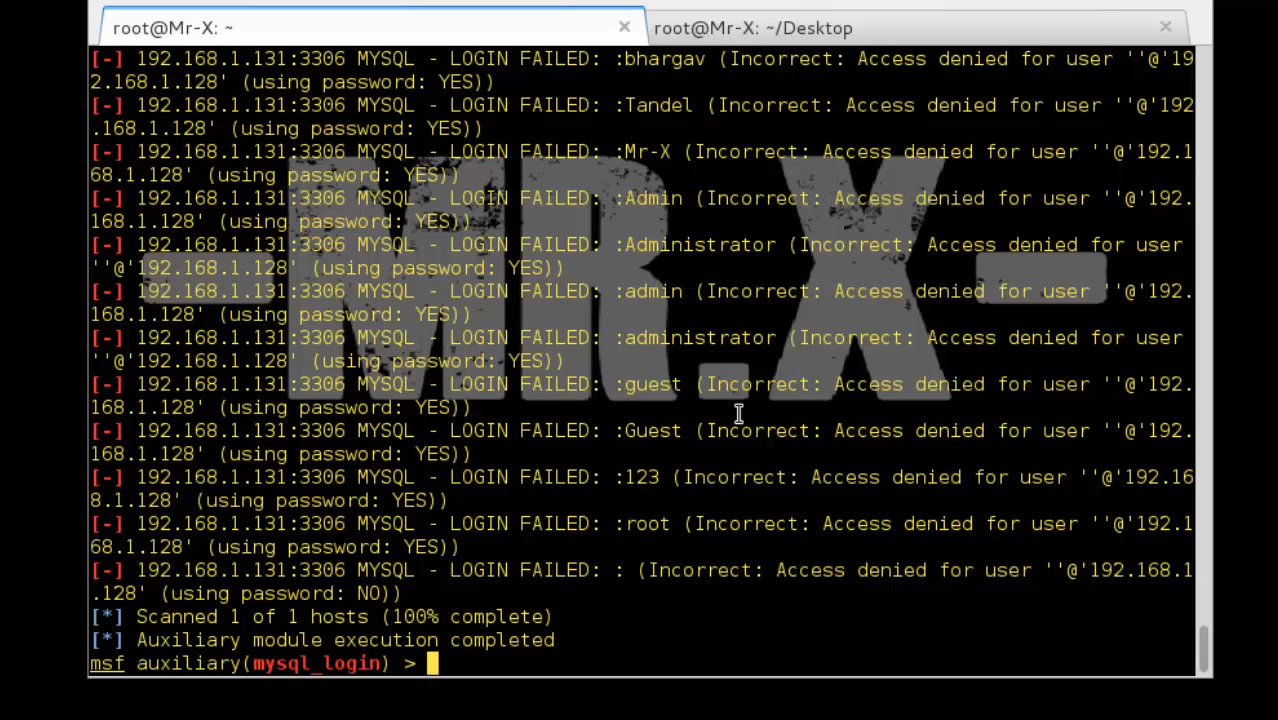 root@Mr-X: ~ × root@Mr-X: ~/Desktop ×
[-] 192.168.1.131:3306 MYSQL - LOGIN FAILED: :bhargav (Incorrect: Access denied for user ''@'19
2.168.1.128' (using password: YES))
[-] 192.168.1.131:3306 MYSQL - LOGIN FAILED: :Tandel (Incorrect: Access denied for user ''@'192
.168.1.128' (using password: YES))
[-] 192.168.1.131:3306 MYSQL - LOGIN FAILED: :Mr-X (Incorrect: Access denied for user ''@'192.1
68.1.128' (using password: YES))
[-] 192.168.1.131:3306 MYSQL - LOGIN FAILED: :Admin (Incorrect: Access denied for user ''@'192.
168.1.128' (using password: YES))
[-] 192.168.1.131:3306 MYSQL - LOGIN FAILED: :Administrator (Incorrect: Access denied for user
''@'192.168.1.128' (using password: YES))
[-] 192.168.1.131:3306 MYSQL - LOGIN FAILED: :admin (Incorrect: Access denied for user ''@'192.
168.1.128' (using password: YES))
[-] 192.168.1.131:3306 MYSQL - LOGIN FAILED: :administrator (Incorrect: Access denied for user
''@'192.168.1.128' (using password: YES))
[-] 192.168.1.131:3306 MYSQL - LOGIN FAILED: :guest (Incorrect: Access denied for user ''@'192.
168.1.128' (using password: YES))
[-] 192.168.1.131:3306 MYSQL - LOGIN FAILED: :Guest (Incorrect: Access denied for user ''@'192.
168.1.128' (using password: YES))
[-] 192.168.1.131:3306 MYSQL - LOGIN FAILED: :123 (Incorrect: Access denied for user ''@'192.16
8.1.128' (using password: YES))
[-] 192.168.1.131:3306 MYSQL - LOGIN FAILED: :root (Incorrect: Access denied for user ''@'192.1
68.1.128' (using password: YES))
[-] 192.168.1.131:3306 MYSQL - LOGIN FAILED: : (Incorrect: Access denied for user ''@'192.168.1
.128' (using password: NO))
[*] Scanned 1 of 1 hosts (100% complete)
[*] Auxiliary module execution completed
msf auxiliary(mysql_login) >
-MR.X-